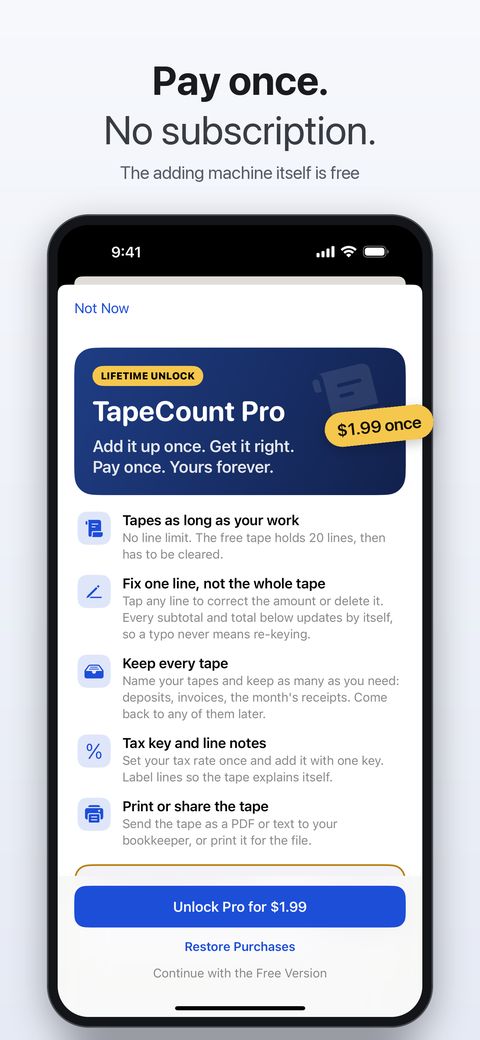 Pay once.
No subscription.
The adding machine itself is free
9:41
Not Now
LIFETIME UNLOCK
TapeCount Pro
$1.99 once
Add it up once. Get it right.
Pay once. Yours forever.
Tapes as long as your work
No line limit. The free tape holds 20 lines, then
has to be cleared.
Fix one line, not the whole tape
Tap any line to correct the amount or delete it.
Every subtotal and total below updates by itself,
so a typo never means re-keying.
Keep every tape
Name your tapes and keep as many as you need:
deposits, invoices, the month's receipts. Come
back to any of them later.
%
Tax key and line notes
Set your tax rate once and add it with one key.
Label lines so the tape explains itself.
Print or share the tape
Send the tape as a PDF or text to your
bookkeeper, or print it for the file.
Unlock Pro for $1.99
Restore Purchases
Continue with the Free Version